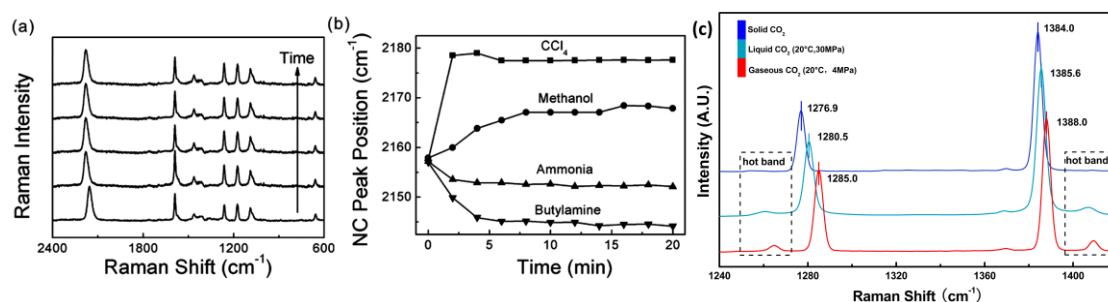 (a)
Time
Raman Intensity
2400 1800 1200 600
Raman Shift (cm⁻¹)
(b)
NC Peak Position (cm⁻¹)
2180
2170
2160
2150
CCl₄
Methanol
Ammonia
Butylamine
0 5 10 15 20
Time (min)
(c)
Solid CO₂
Liquid CO₂ (20°C,30MPa)
Gaseous CO₂ (20°C, 4MPa)
1384.0
1385.6
1388.0
1276.9
1280.5
1285.0
hot band
hot band
Intensity (A.U.)
1240 1280 1320 1360 1400
Raman Shift (cm⁻¹)